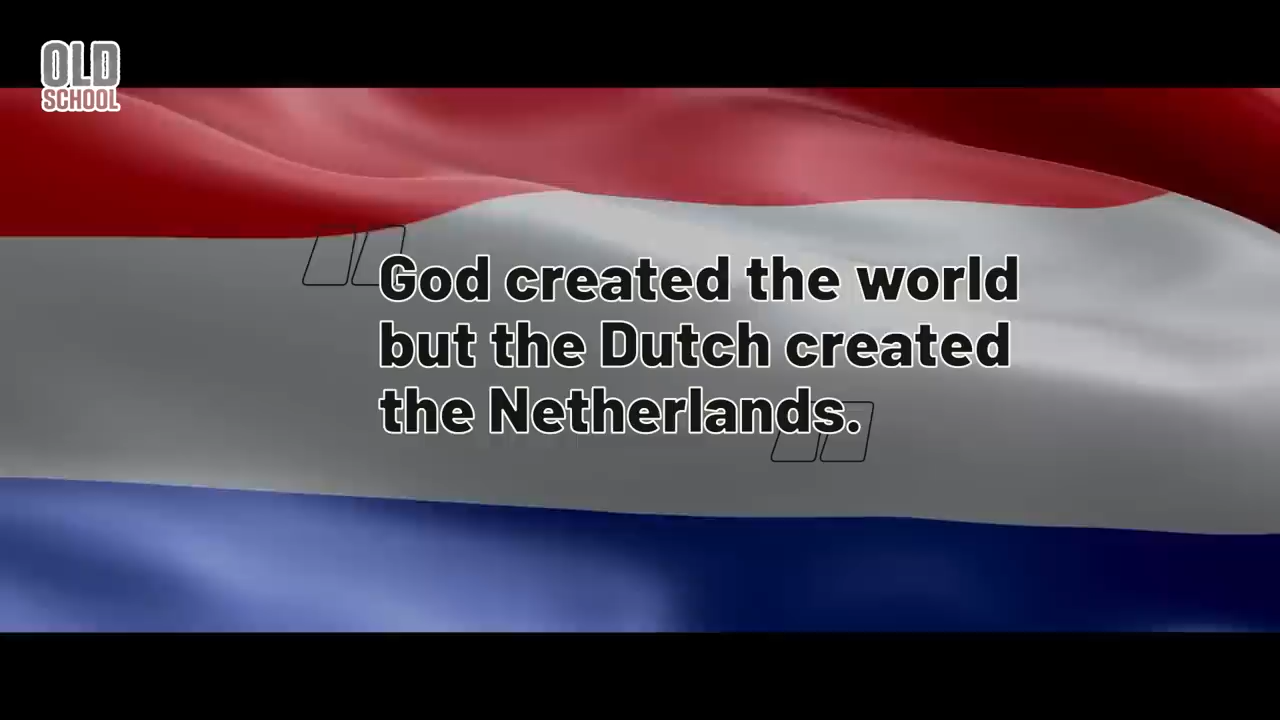 OLD
SCHOOL
God created the world
but the Dutch created
the Netherlands.